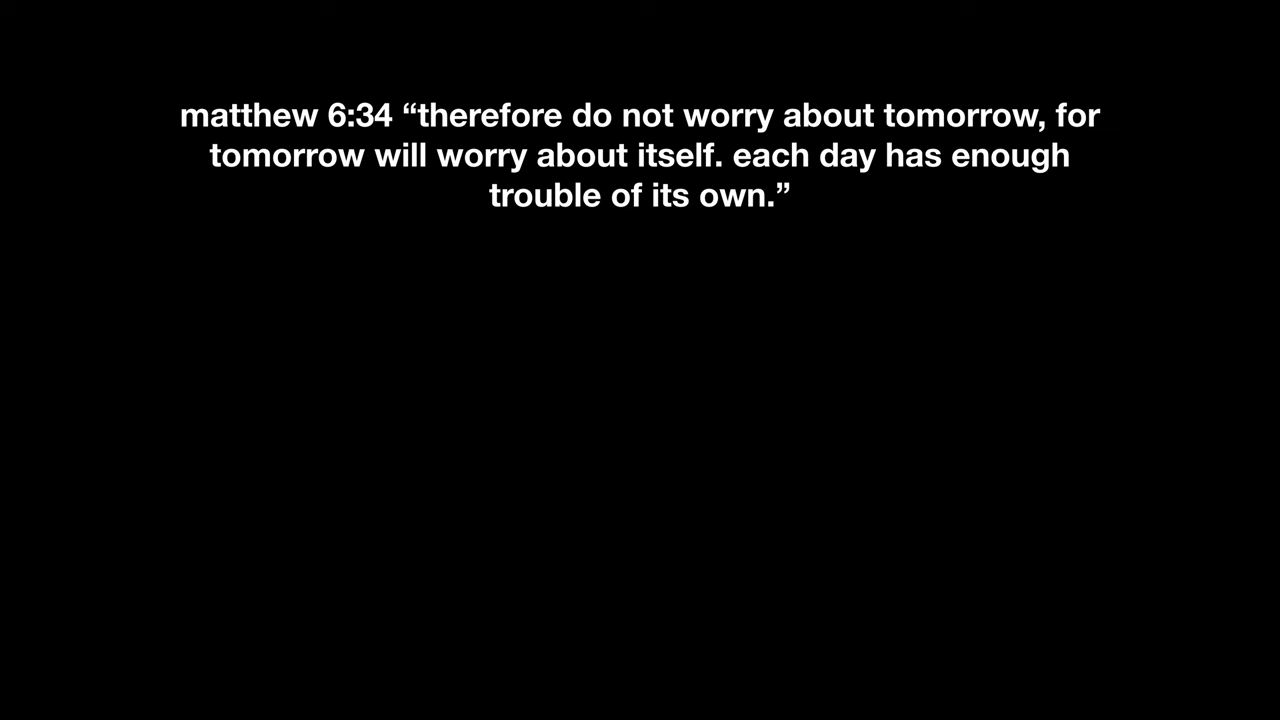 matthew 6:34 “therefore do not worry about tomorrow, for
tomorrow will worry about itself. each day has enough
trouble of its own.”